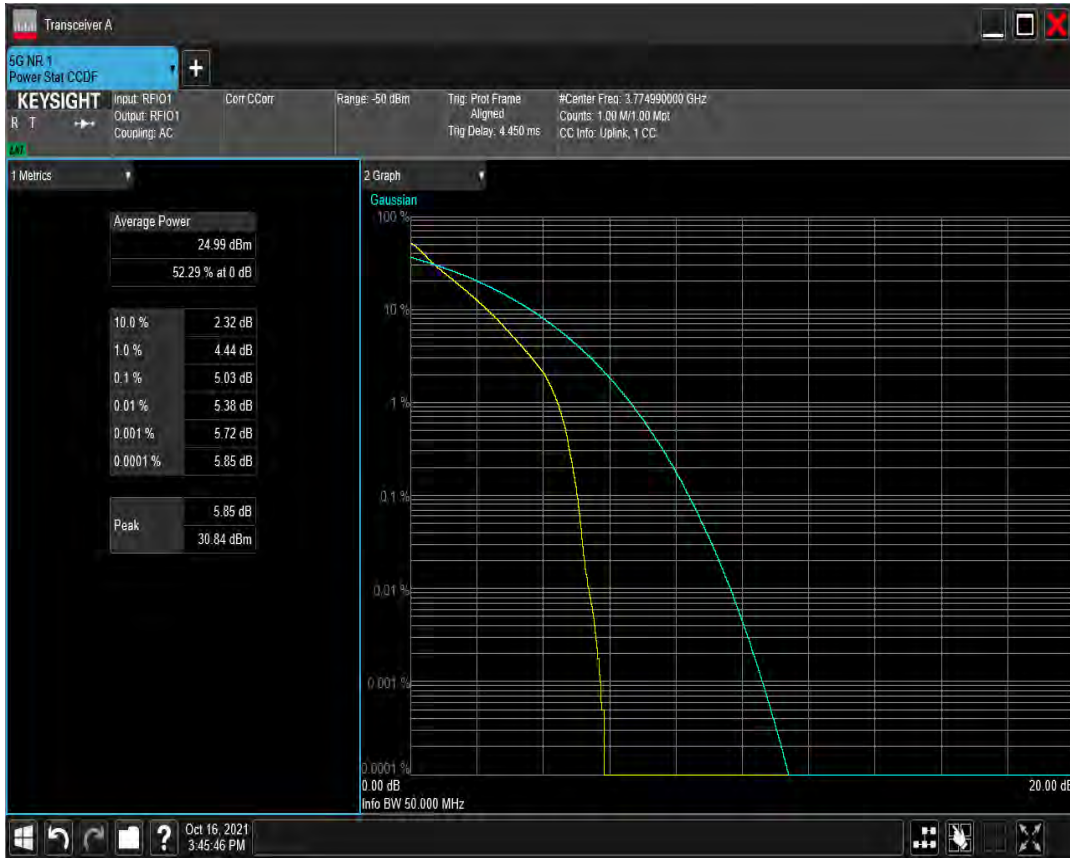 Transceiver A
5G NR 1
Power Stat CCDF
+
KEYSIGHT
R T
LXI
Input: RFIO1
Output: RFIO1
Coupling: AC
Corr CCorr
Range: -50 dBm
Trig: Prot Frame
Aligned
Trig Delay: 4.450 ms
#Center Freq: 3.774990000 GHz
Counts: 1.00 M/1.00 Mpt
CC Info: Uplink, 1 CC
1 Metrics
Average Power
24.99 dBm
52.29 % at 0 dB
10.0 % 2.32 dB
1.0 % 4.44 dB
0.1 % 5.03 dB
0.01 % 5.38 dB
0.001 % 5.72 dB
0.0001 % 5.85 dB
Peak 5.85 dB
30.84 dBm
2 Graph
Gaussian
100 %
10 %
1 %
0.1 %
0.01 %
0.001 %
0.0001 %
0.00 dB 20.00 dB
Info BW 50.000 MHz
? Oct 16, 2021
3:45:46 PM